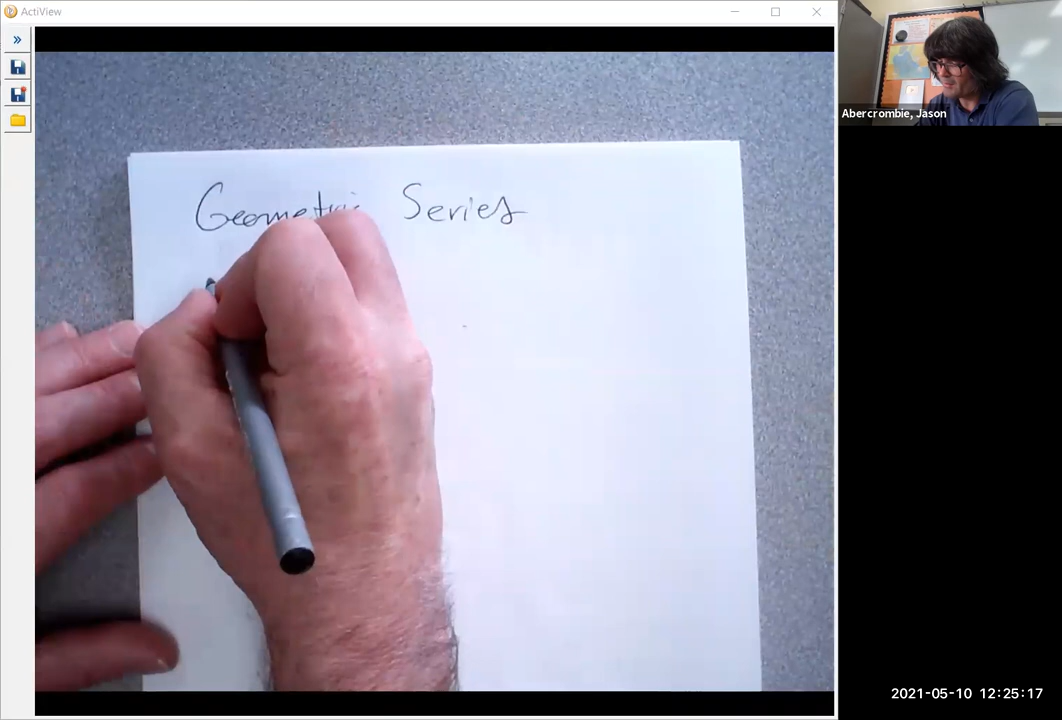 ActiView
Abercrombie, Jason
Geometric Series
2021-05-10 12:25:17